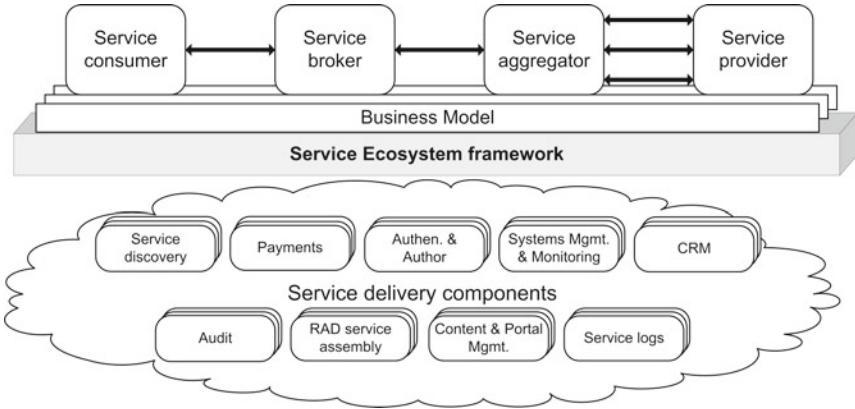 Service
consumer
Service
broker
Service
aggregator
Service
provider
Business Model
Service Ecosystem framework
Service
discovery
Payments
Authen. &
Author
Systems Mgmt.
& Monitoring
CRM
Service delivery components
Audit
RAD service
assembly
Content & Portal
Mgmt.
Service logs